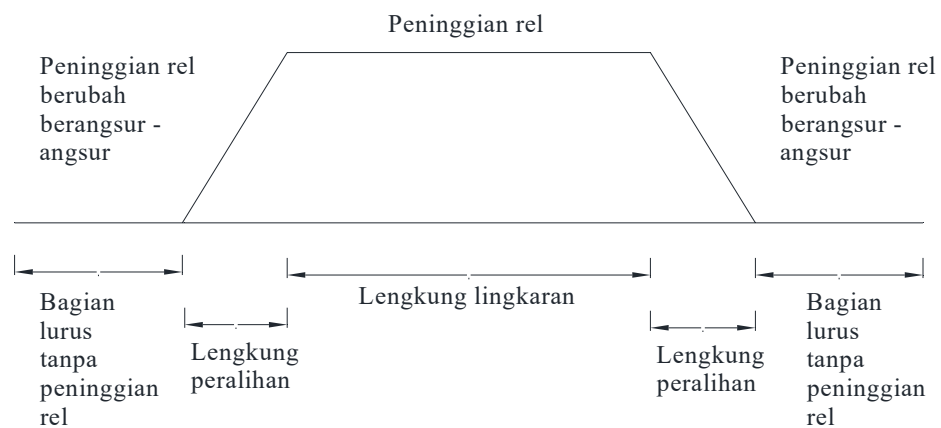 Peninggian rel
Peninggian rel
berubah
berangsur -
angsur
Peninggian rel
berubah
berangsur -
angsur
Bagian
lurus
tanpa
peninggian
rel
Lengkung
peralihan
Lengkung lingkaran
Lengkung
peralihan
Bagian
lurus
tanpa
peninggian
rel